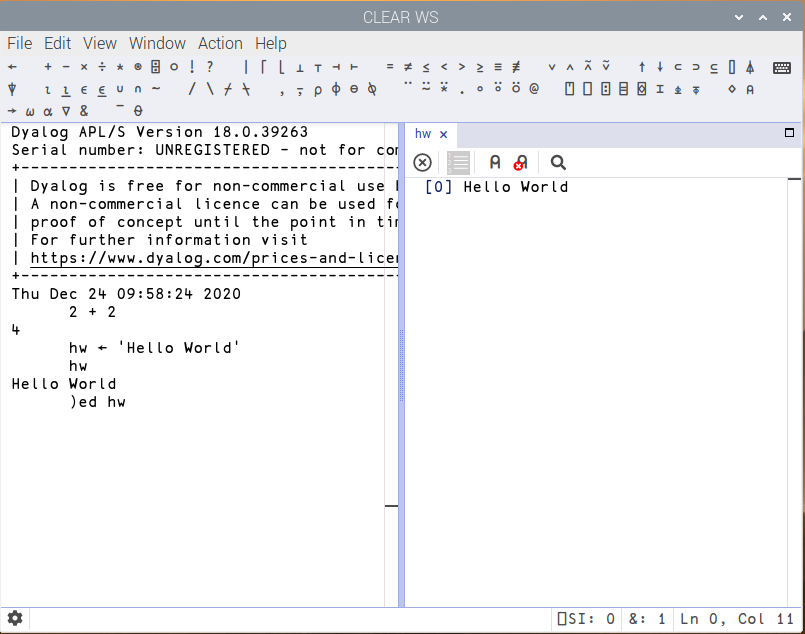 CLEAR WS
File Edit View Window Action Help
← + - × ÷ * ⍟ ⌹ ○ ! ? | ⌈ ⌊ ⊥ ⊤ ⊣ ⊢ = ≠ ≤ < > ≥ ≡ ≢ ∨ ∧ ⍲ ⍱ ↑ ↓ ⊂ ⊃ ⊆ ⌷ ⍋
⍒ ⍳ ⍸ ∊ ⍷ ∪ ∩ ~ / \ ⌿ ⍀ , ⍪ ⍴ ⌽ ⊖ ⍉ ¨ ⍨ ⍣ . ∘ ⍤ ⍥ @ ⍞ ⎕ ⍠ ⌸ ⌺ ⌶ ⍎ ⍕ ⋄ ⍝
→ ⍵ ⍺ ∇ & ¯ ⍬
Dyalog APL/S Version 18.0.39263
Serial number: UNREGISTERED - not for com
+----------------------------------------
| Dyalog is free for non-commercial use b
| A non-commercial licence can be used fo
| proof of concept until the point in tim
| For further information visit
| https://www.dyalog.com/prices-and-licen
+----------------------------------------
Thu Dec 24 09:58:24 2020
      2 + 2
4
      hw ← 'Hello World'
      hw
Hello World
      )ed hw
hw ×
[0] Hello World
⎕SI: 0 &: 1 Ln 0, Col 11